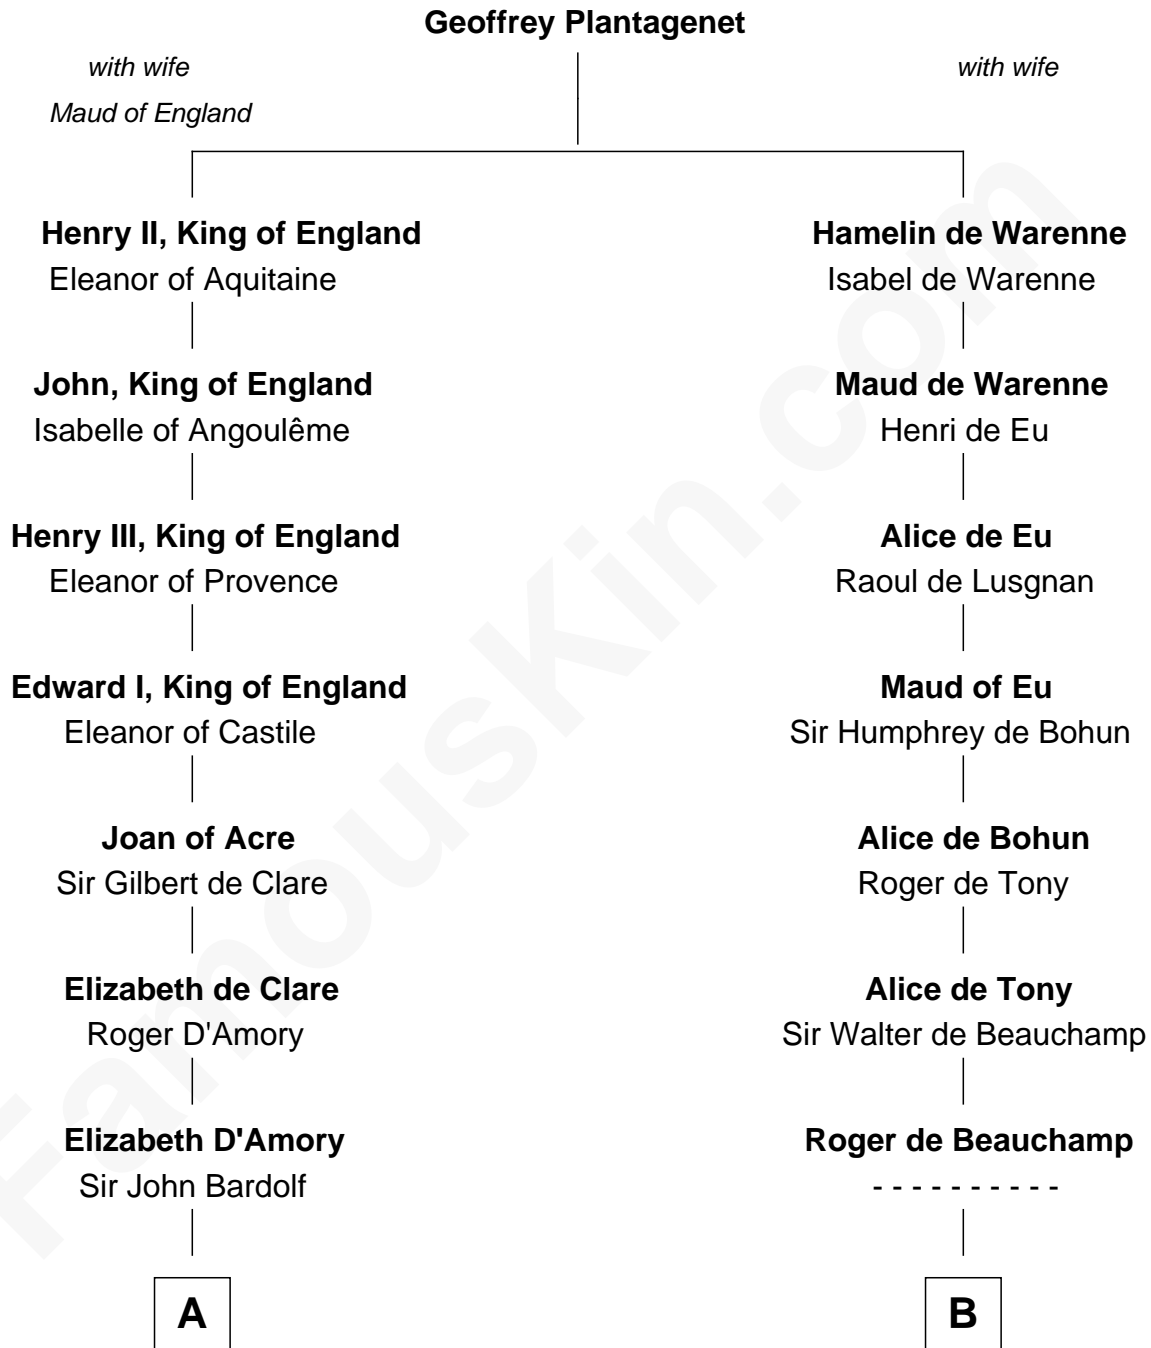 Geoffrey Plantagenet
with wife
Maud of England
with wife
Henry II, King of England
Eleanor of Aquitaine
Hamelin de Warenne
Isabel de Warenne
John, King of England
Isabelle of Angoulême
Maud de Warenne
Henri de Eu
Henry III, King of England
Eleanor of Provence
Alice de Eu
Raoul de Lusgnan
Edward I, King of England
Eleanor of Castile
Maud of Eu
Sir Humphrey de Bohun
Joan of Acre
Sir Gilbert de Clare
Alice de Bohun
Roger de Tony
Elizabeth de Clare
Roger D'Amory
Alice de Tony
Sir Walter de Beauchamp
Elizabeth D'Amory
Sir John Bardolf
Roger de Beauchamp
- - - - - - - - - -
A
B
FamousKin.com